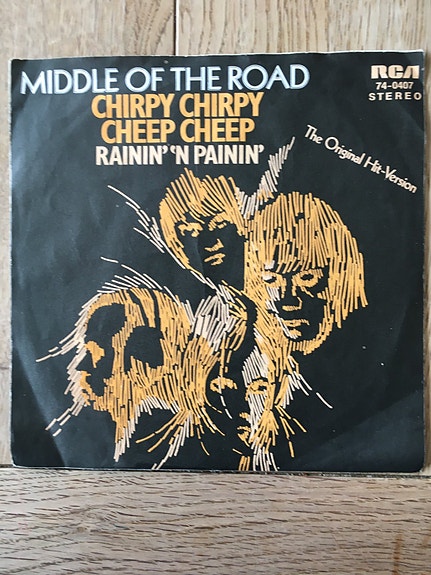 MIDDLE OF THE ROAD
CHIRPY CHIRPY
CHEEP CHEEP
RAININ' 'N PAININ'
RCA
74-0407
STEREO
The Original Hit-Version